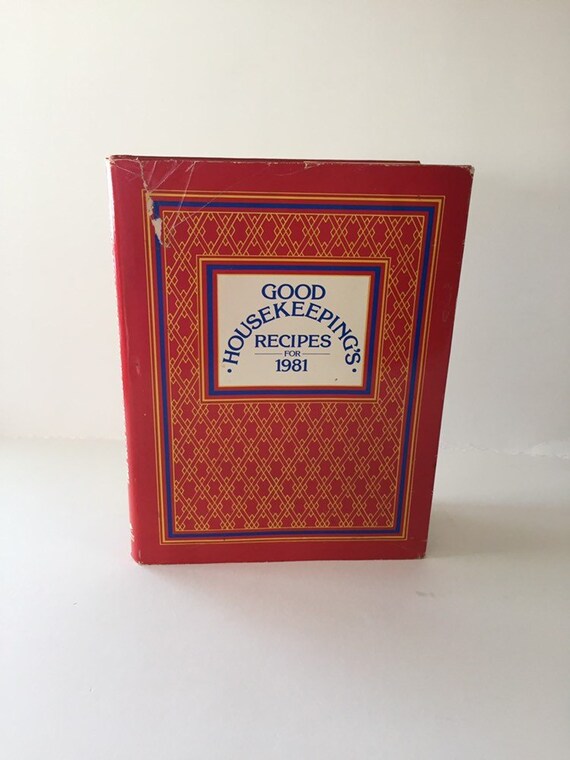 GOOD
· HOUSEKEEPING'S ·
RECIPES
FOR
1981